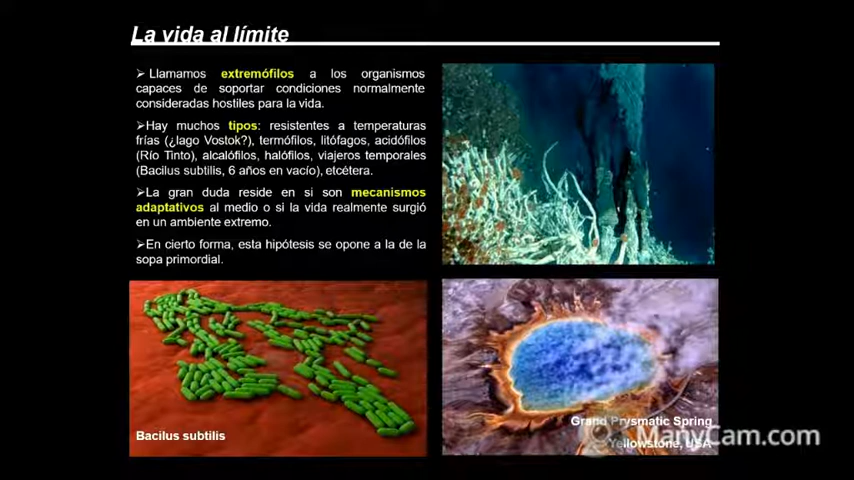 La vida al límite
➢ Llamamos extremófilos a los organismos
capaces de soportar condiciones normalmente
consideradas hostiles para la vida.
➢Hay muchos tipos: resistentes a temperaturas
frías (¿lago Vostok?), termófilos, litófagos, acidófilos
(Río Tinto), alcalófilos, halófilos, viajeros temporales
(Bacilus subtilis, 6 años en vacío), etcétera.
➢La gran duda reside en si son mecanismos
adaptativos al medio o si la vida realmente surgió
en un ambiente extremo.
➢En cierto forma, esta hipótesis se opone a la de la
sopa primordial.
Bacilus subtilis
Grand Prysmatic Spring
Yellowstone, USA
ManyCam.com